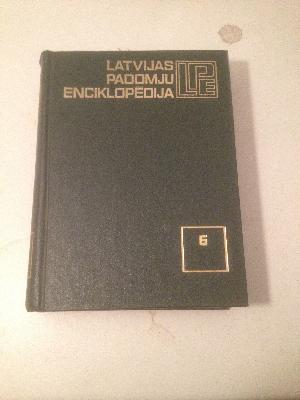 LATVIJAS
PADOMJU
ENCIKLOPĒDIJA
LPE
6